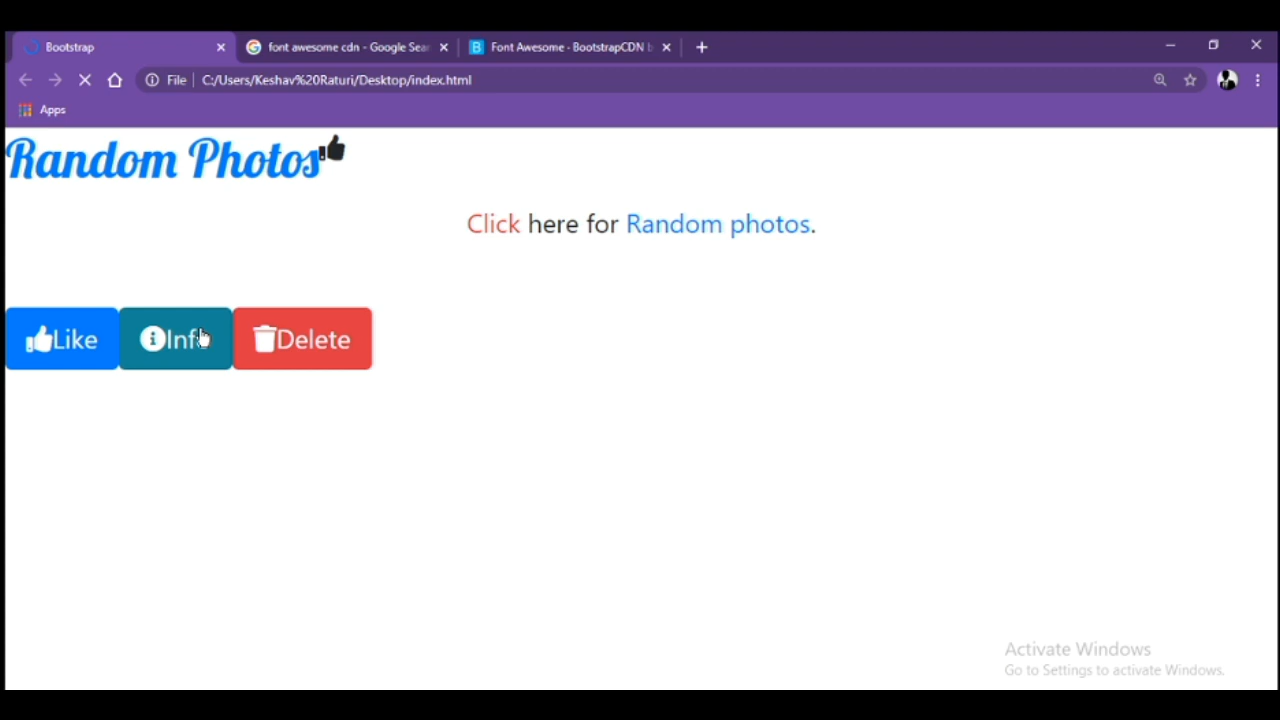 Bootstrap
font awesome cdn - Google Sear
Font Awesome · BootstrapCDN b
File
C:/Users/Keshav%20Raturi/Desktop/index.html
Apps
Random Photos
Click here for Random photos.
Like
Inf
Delete
Activate Windows
Go to Settings to activate Windows.